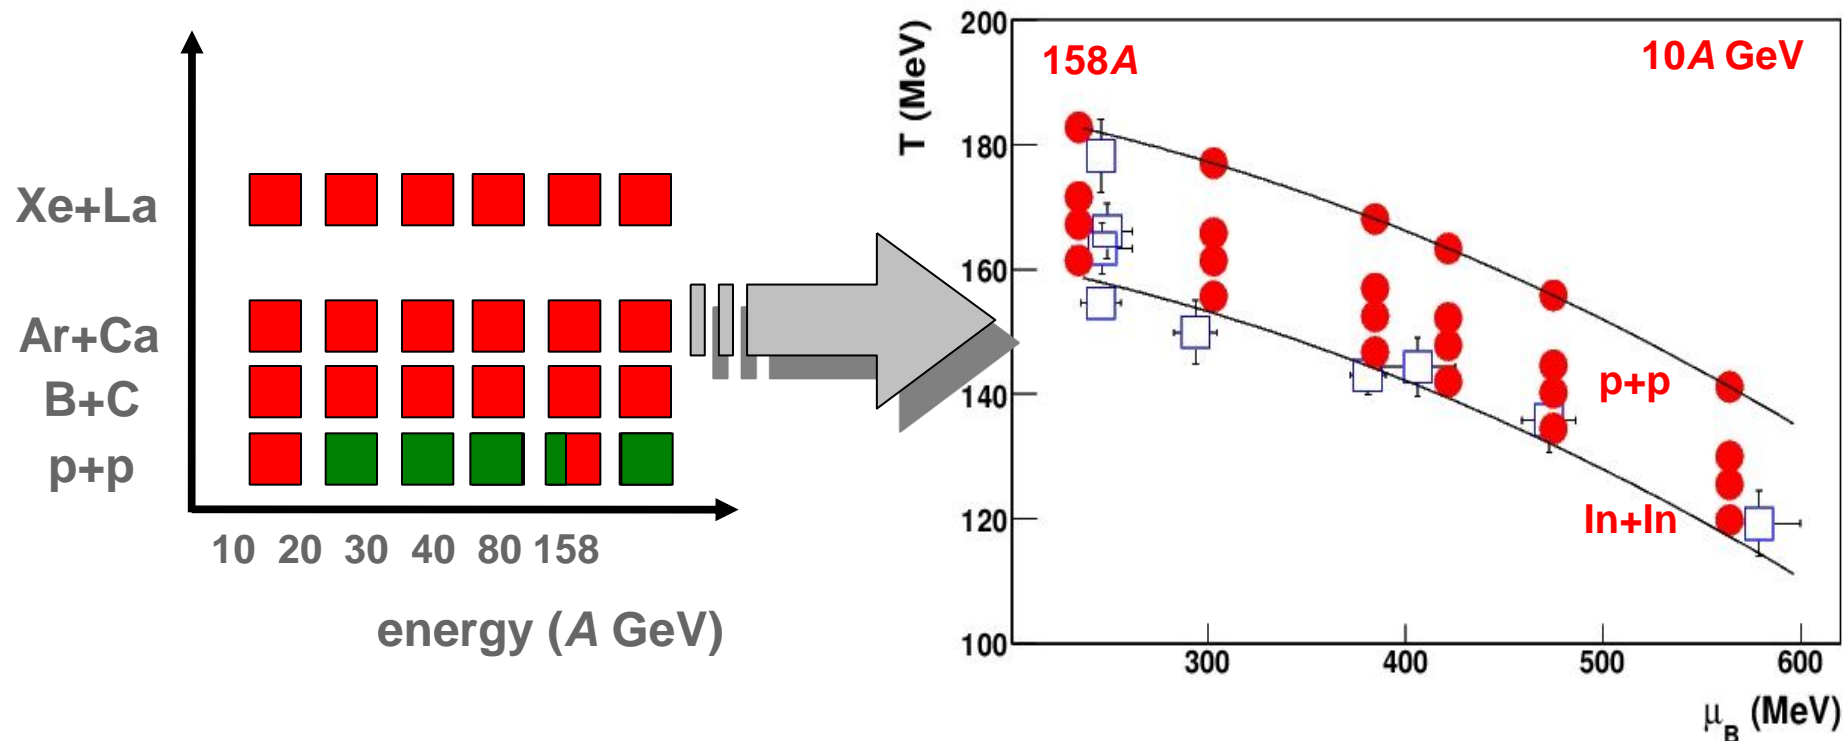 Xe+La
Ar+Ca
B+C
p+p
10 20 30 40 80 158
energy (A GeV)
T (MeV)
200
180
160
140
120
100
158A
10A GeV
p+p
In+In
300 400 500 600
μB (MeV)